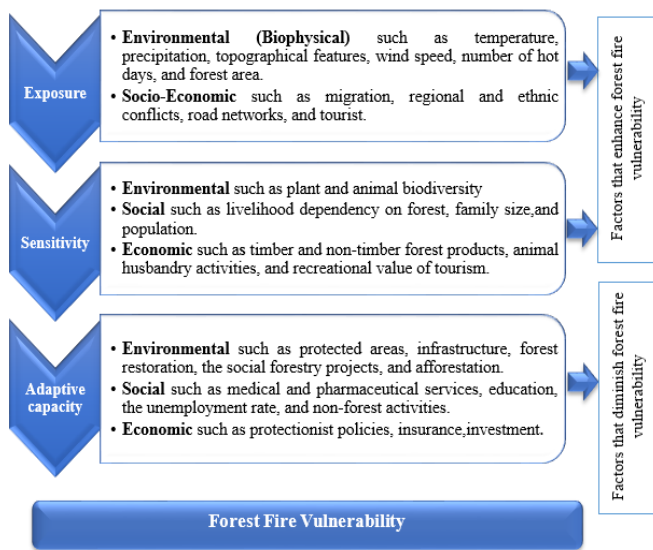 Exposure
• Environmental (Biophysical) such as temperature,
precipitation, topographical features, wind speed, number of hot
days, and forest area.
• Socio-Economic such as migration, regional and ethnic
conflicts, road networks, and tourist.
Sensitivity
• Environmental such as plant and animal biodiversity
• Social such as livelihood dependency on forest, family size,and
population.
• Economic such as timber and non-timber forest products, animal
husbandry activities, and recreational value of tourism.
Factors that enhance forest fire
vulnerability
Adaptive
capacity
• Environmental such as protected areas, infrastructure, forest
restoration, the social forestry projects, and afforestation.
• Social such as medical and pharmaceutical services, education,
the unemployment rate, and non-forest activities.
• Economic such as protectionist policies, insurance,investment.
Factors that diminish forest fire
vulnerability
Forest Fire Vulnerability